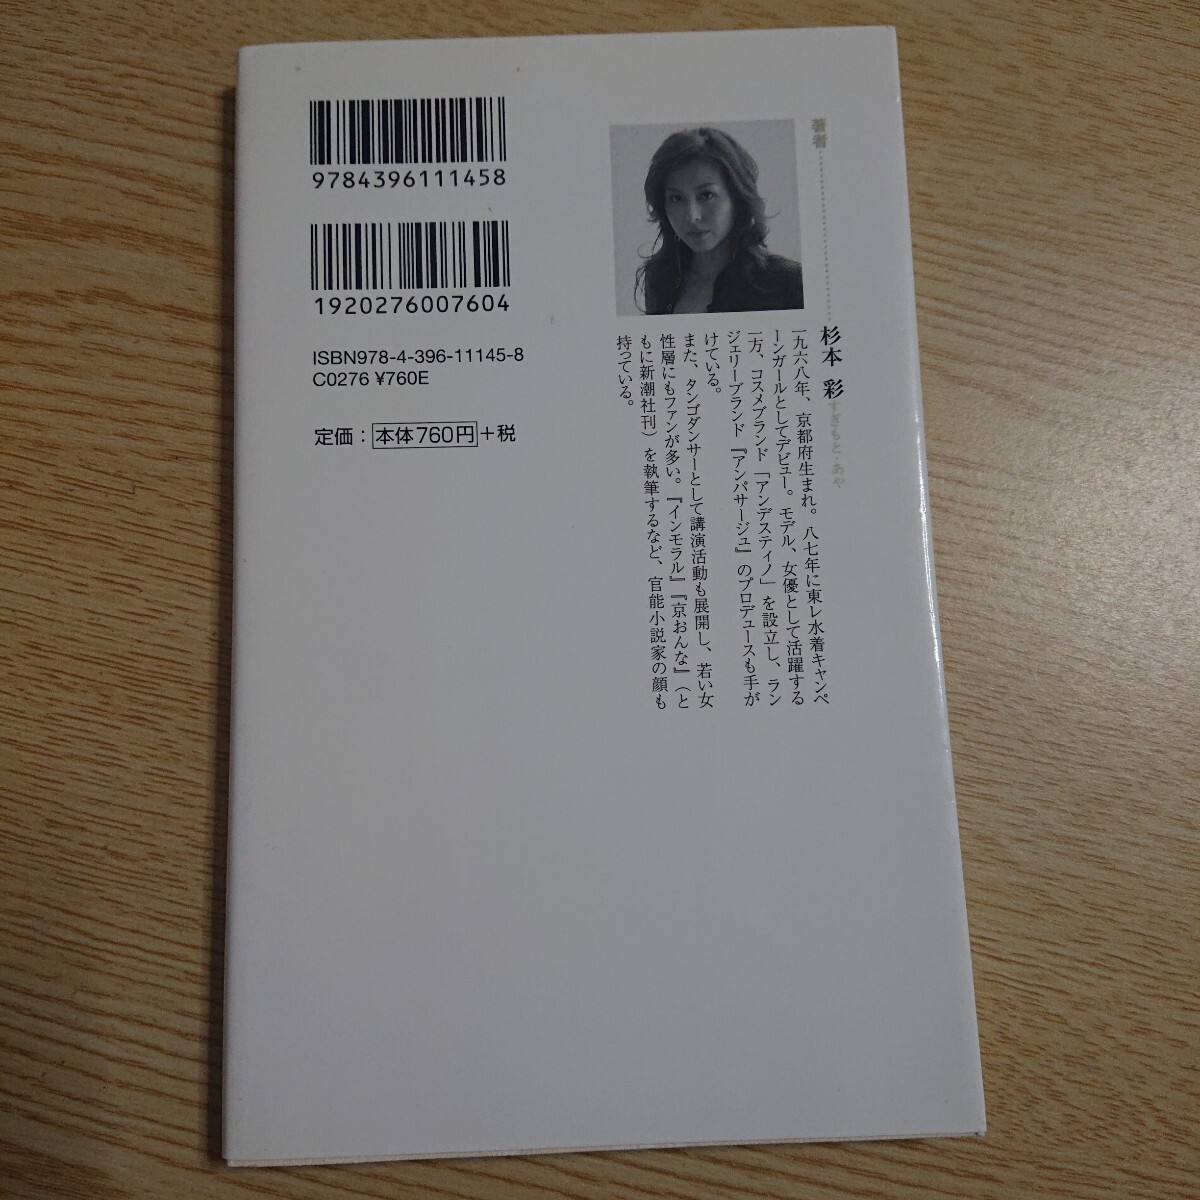 9784396111458
1920276007604
ISBN978-4-396-11145-8
C0276 ¥760E
定価：本体760円+税
著者
杉本 彩 すぎもと・あや
一九六八年、京都府生まれ。八七年に東レ水着キャンペ
ーンガールとしてデビュー。モデル、女優として活躍する
一方、コスメブランド「アンデスティノ」を設立し、ラン
ジェリーブランド『アンパサージュ』のプロデュースも手が
けている。
また、タンゴダンサーとして講演活動も展開し、若い女
性層にもファンが多い。『インモラル』『京おんな』（と
もに新潮社刊）を執筆するなど、官能小説家の顔も
持っている。